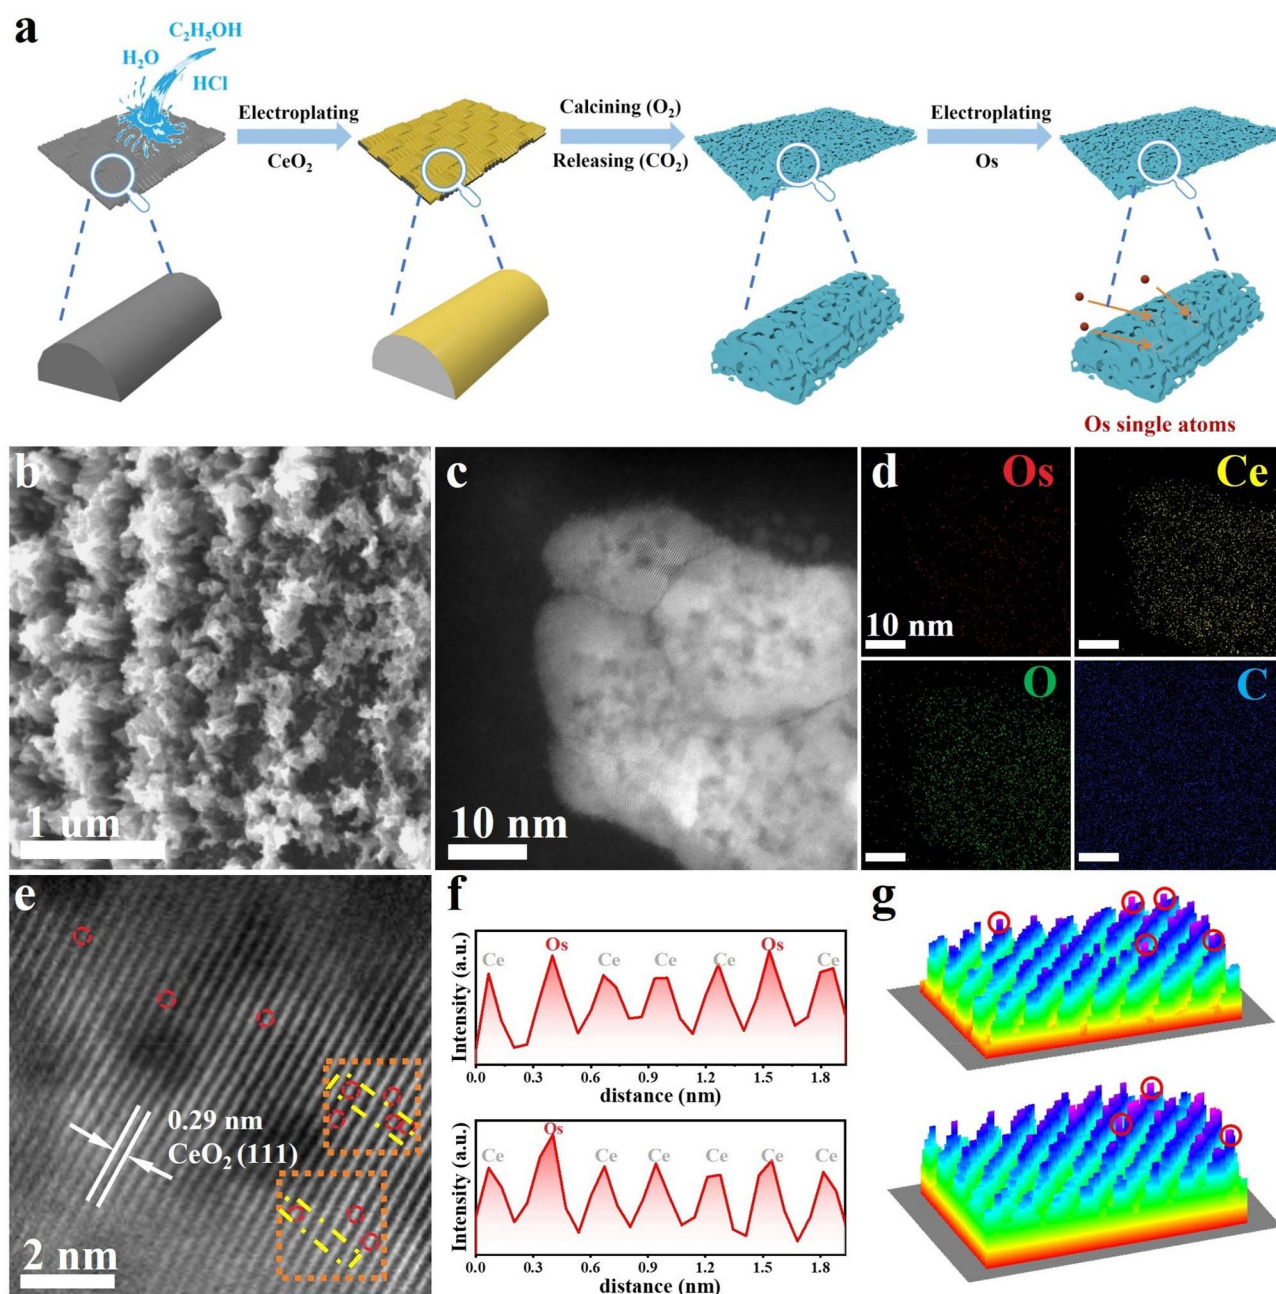 a
C₂H₅OH
H₂O
HCl
Electroplating
CeO₂
Calcining (O₂)
Releasing (CO₂)
Electroplating
Os
Os single atoms
b
1 um
c
10 nm
d
Os
10 nm
Ce
O
C
e
0.29 nm
CeO₂ (111)
2 nm
f
Intensity (a.u.)
Ce Os Ce Ce Ce Os Ce
0.0 0.3 0.6 0.9 1.2 1.5 1.8
distance (nm)
Intensity (a.u.)
Ce Os Ce Ce Ce Ce Ce
0.0 0.3 0.6 0.9 1.2 1.5 1.8
distance (nm)
g